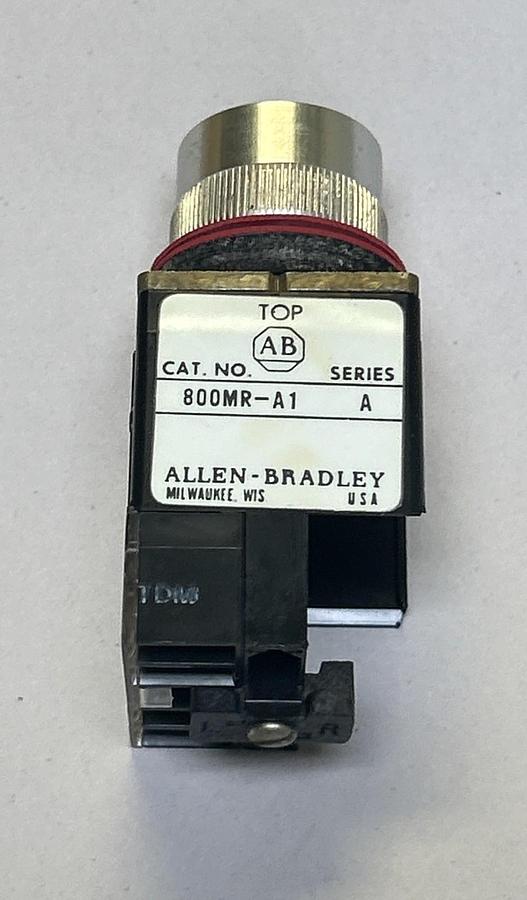 TOP
AB
CAT. NO. SERIES
800MR-A1 A
ALLEN-BRADLEY
MILWAUKEE, WIS USA
TDM